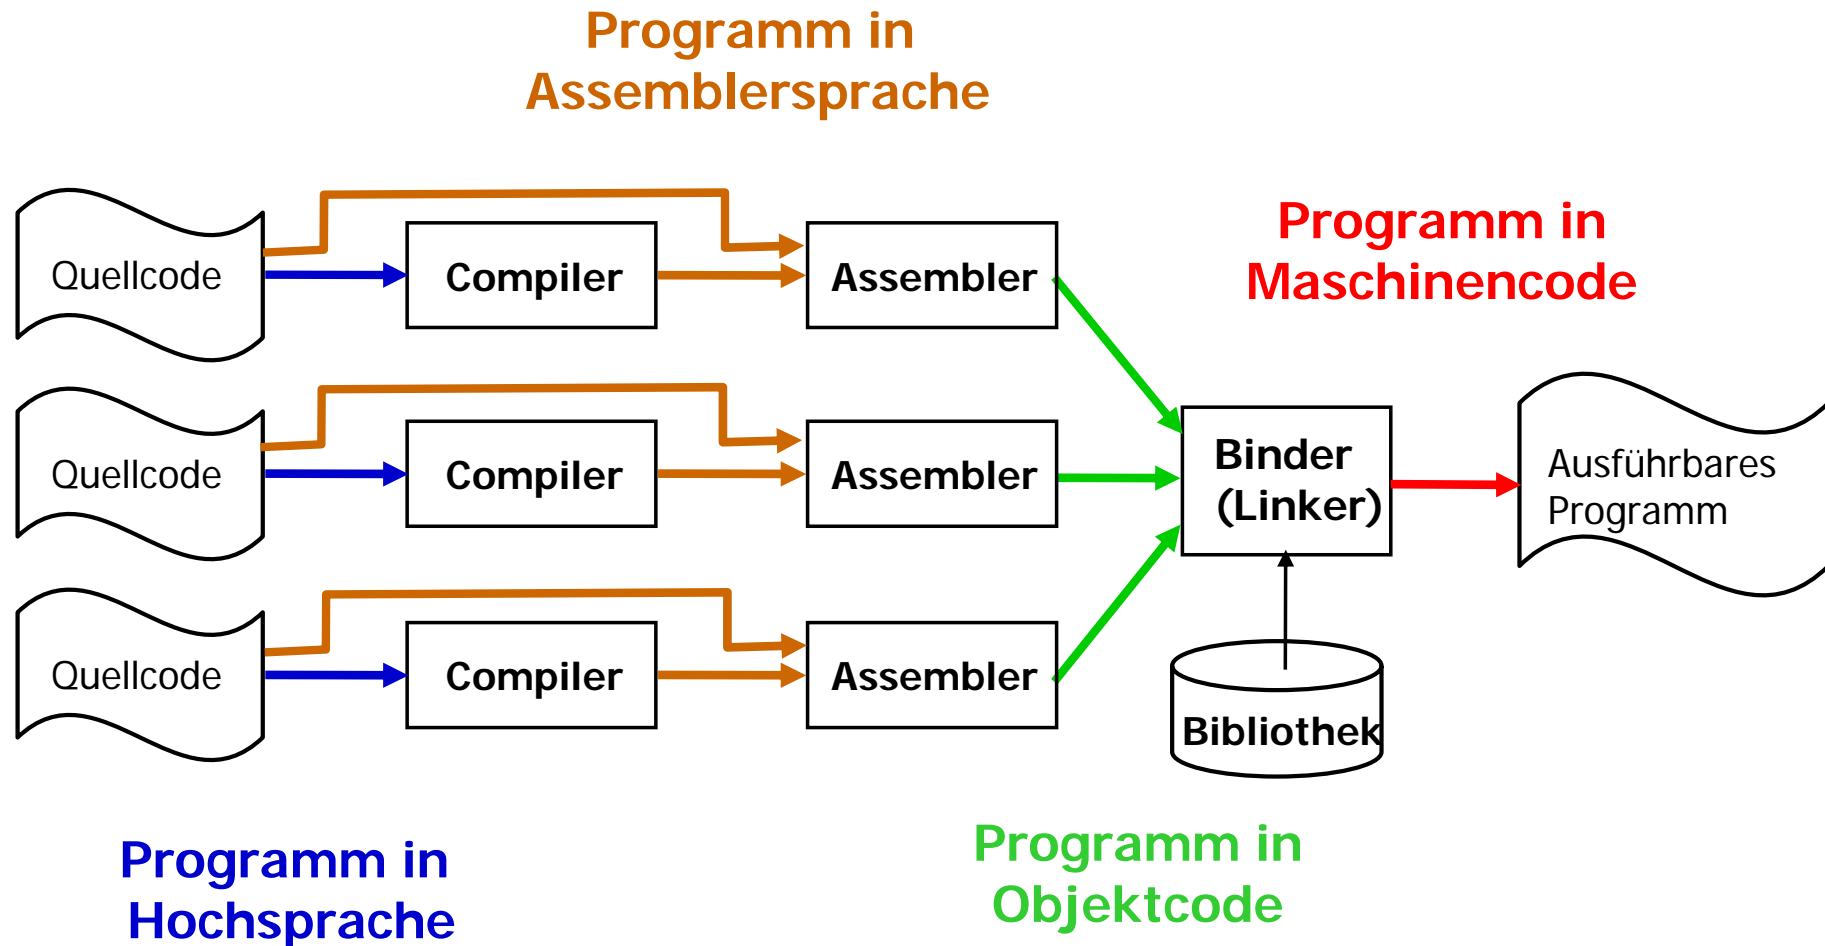 Programm in
Assemblersprache
Programm in
Maschinencode
Quellcode
Compiler
Assembler
Quellcode
Compiler
Assembler
Binder
(Linker)
Ausführbares
Programm
Quellcode
Compiler
Assembler
Bibliothek
Programm in
Hochsprache
Programm in
Objektcode